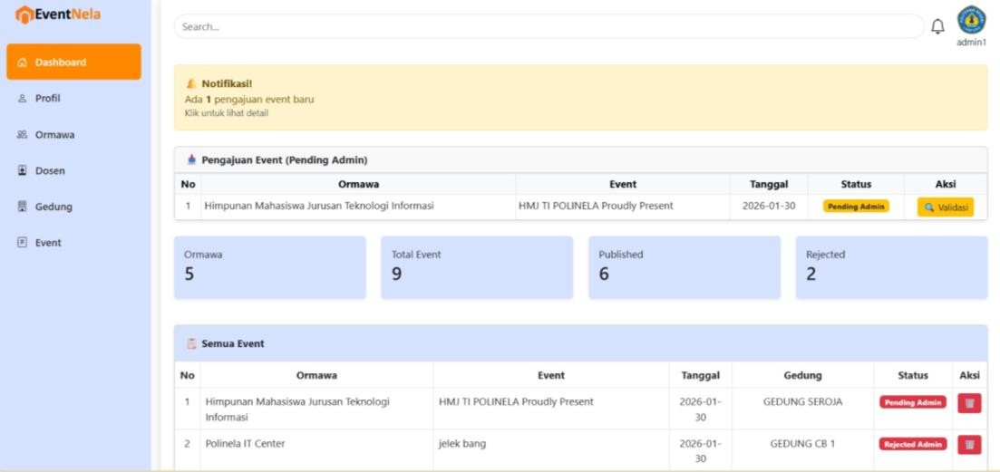 EventNela
Search...
admin1
Dashboard
Profil
Ormawa
Dosen
Gedung
Event
Notifikasi!
Ada 1 pengajuan event baru
Klik untuk lihat detail
Pengajuan Event (Pending Admin)
No Ormawa Event Tanggal Status Aksi
1 Himpunan Mahasiswa Jurusan Teknologi Informasi HMJ TI POLINELA Proudly Present 2026-01-30 Pending Admin Validasi
Ormawa Total Event Published Rejected
5 9 6 2
Semua Event
No Ormawa Event Tanggal Gedung Status Aksi
1 Himpunan Mahasiswa Jurusan Teknologi HMJ TI POLINELA Proudly Present 2026-01- GEDUNG SEROJA Pending Admin
Informasi 30
2 Polinela IT Center jelek bang 2026-01- GEDUNG CB 1 Rejected Admin
30